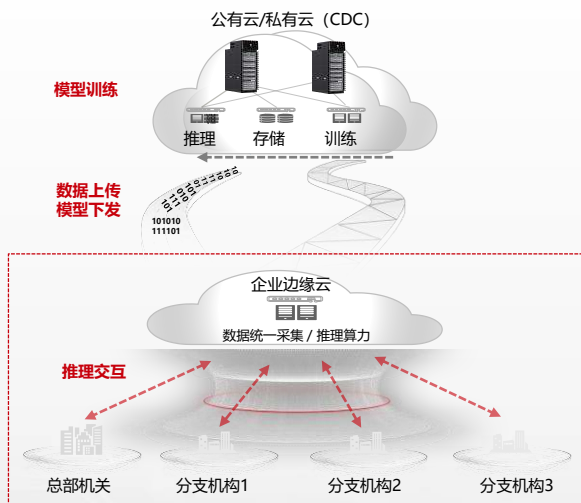 公有云/私有云（CDC）
模型训练
推理
存储
训练
数据上传
模型下发
101010
111101
企业边缘云
数据统一采集 / 推理算力
推理交互
总部机关
分支机构1
分支机构2
分支机构3